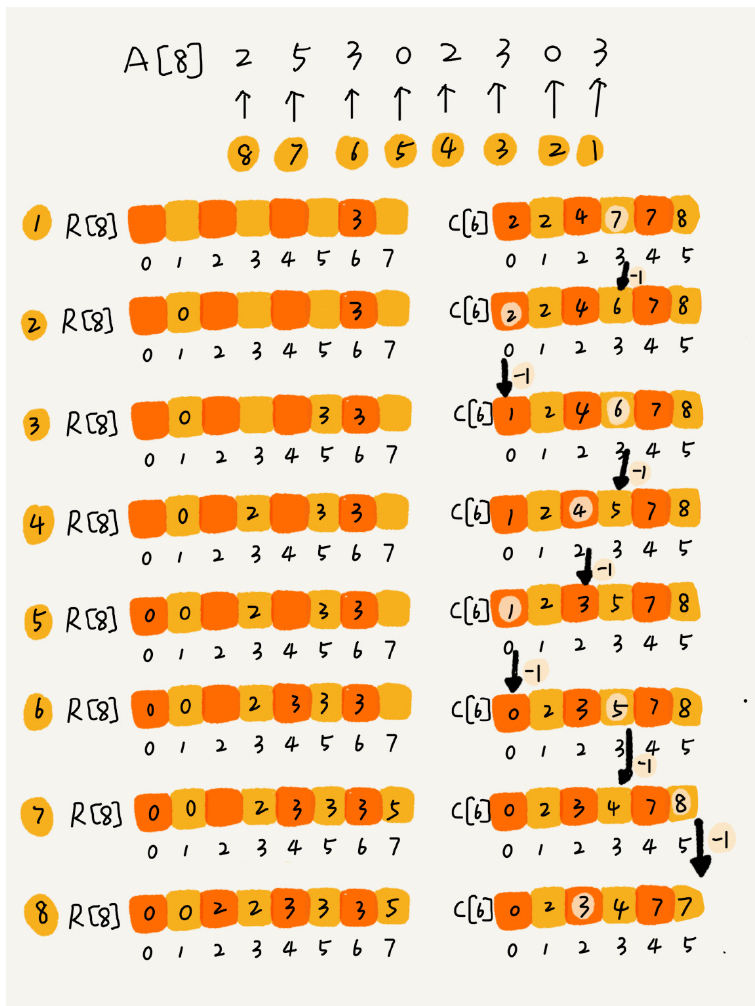 A[8] 2 5 3 0 2 3 0 3
8 7 6 5 4 3 2 1
1 R[8] 3 C[6] 2 2 4 7 7 8
0 1 2 3 4 5 6 7 0 1 2 3 4 5
-1
2 R[8] 0 3 C[6] 2 2 4 6 7 8
0 1 2 3 4 5 6 7 0 1 2 3 4 5
-1
3 R[8] 0 3 3 C[6] 1 2 4 6 7 8
0 1 2 3 4 5 6 7 0 1 2 3 4 5
-1
4 R[8] 0 2 3 3 C[6] 1 2 4 5 7 8
0 1 2 3 4 5 6 7 0 1 2 3 4 5
-1
5 R[8] 0 0 2 3 3 C[6] 1 2 3 5 7 8
0 1 2 3 4 5 6 7 0 1 2 3 4 5
-1
6 R[8] 0 0 2 3 3 3 C[6] 0 2 3 5 7 8
0 1 2 3 4 5 6 7 0 1 2 3 4 5
-1
7 R[8] 0 0 2 3 3 3 5 C[6] 0 2 3 4 7 8
0 1 2 3 4 5 6 7 0 1 2 3 4 5
-1
8 R[8] 0 0 2 2 3 3 3 5 C[6] 0 2 3 4 7 7
0 1 2 3 4 5 6 7 0 1 2 3 4 5